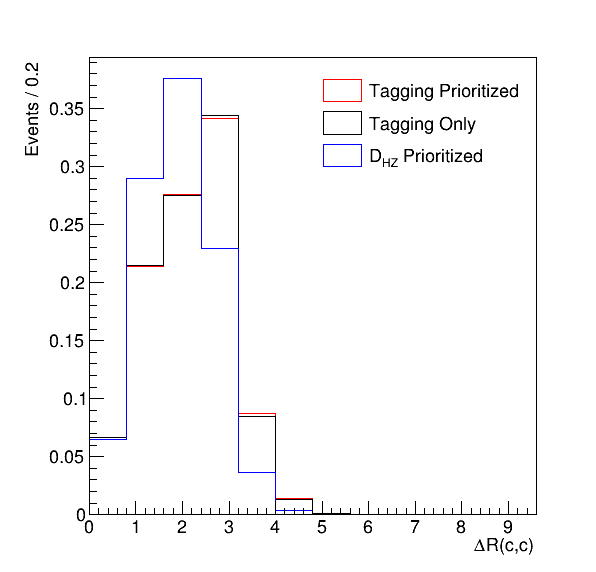 Events / 0.2
0.35
0.3
0.25
0.2
0.15
0.1
0.05
0
Tagging Prioritized
Tagging Only
D_HZ Prioritized
0 1 2 3 4 5 6 7 8 9
ΔR(c,c)